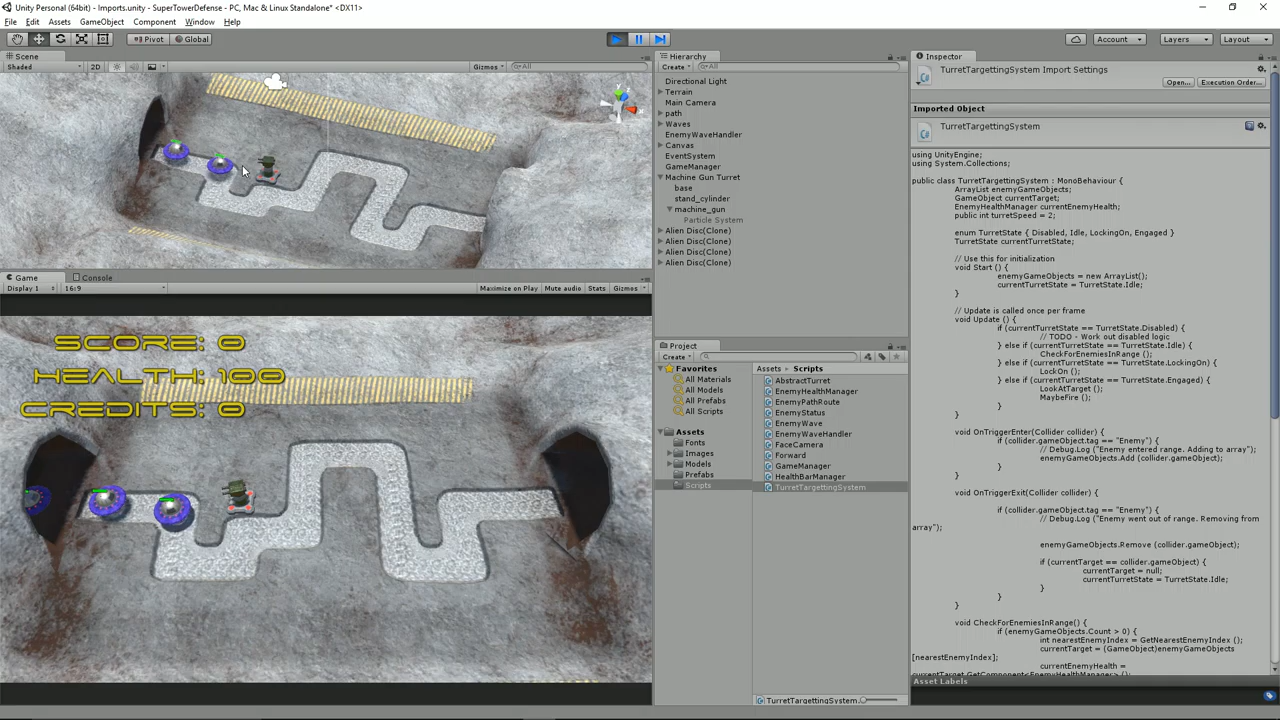 Unity Personal (64bit) - Imports.unity - SuperTowerDefense - PC, Mac & Linux Standalone* <DX11>
File Edit Assets GameObject Component Window Help
Pivot Global Account Layers Layout
Scene
Shaded 2D Gizmos All
Game Console
Display 1 16:9 Maximize on Play Mute audio Stats Gizmos
SCORE: 0
HEALTH: 100
CREDITS: 0
Hierarchy
Create All
Directional Light
Terrain
Main Camera
path
Waves
EnemyWaveHandler
Canvas
EventSystem
GameManager
Machine Gun Turret
base
stand_cylinder
machine_gun
Particle System
Alien Disc(Clone)
Alien Disc(Clone)
Alien Disc(Clone)
Alien Disc(Clone)
Project
Create
Favorites
All Materials
All Models
All Prefabs
All Scripts
Assets
Fonts
Images
Models
Prefabs
Scripts
Assets Scripts
AbstractTurret
EnemyHealthManager
EnemyPathRoute
EnemyStatus
EnemyWave
EnemyWaveHandler
FaceCamera
Forward
GameManager
HealthBarManager
TurretTargettingSystem
TurretTargettingSystem.
Inspector
TurretTargettingSystem Import Settings
Open... Execution Order...
Imported Object
TurretTargettingSystem
using UnityEngine;
using System.Collections;
public class TurretTargettingSystem : MonoBehaviour {
ArrayList enemyGameObjects;
GameObject currentTarget;
EnemyHealthManager currentEnemyHealth;
public int turretSpeed = 2;
enum TurretState { Disabled, Idle, LockingOn, Engaged }
TurretState currentTurretState;
// Use this for initialization
void Start () {
enemyGameObjects = new ArrayList();
currentTurretState = TurretState.Idle;
}
// Update is called once per frame
void Update () {
if (currentTurretState == TurretState.Disabled) {
// TODO - Work out disabled logic
} else if (currentTurretState == TurretState.Idle) {
CheckForEnemiesInRange ();
} else if (currentTurretState == TurretState.LockingOn) {
LockOn ();
} else if (currentTurretState == TurretState.Engaged) {
LookAtTarget ();
MaybeFire ();
}
}
void OnTriggerEnter(Collider collider) {
if (collider.gameObject.tag == "Enemy") {
// Debug.Log ("Enemy entered range. Adding to array");
enemyGameObjects.Add (collider.gameObject);
}
}
void OnTriggerExit(Collider collider) {
if (collider.gameObject.tag == "Enemy") {
// Debug.Log ("Enemy went out of range. Removing from
array");
enemyGameObjects.Remove (collider.gameObject);
if (currentTarget == collider.gameObject) {
currentTarget = null;
currentTurretState = TurretState.Idle;
}
}
}
void CheckForEnemiesInRange() {
if (enemyGameObjects.Count > 0) {
int nearestEnemyIndex = GetNearestEnemyIndex ();
currentTarget = (GameObject)enemyGameObjects
[nearestEnemyIndex];
currentEnemyHealth =
currentTarget.GetComponent<EnemyHealthManager> ();
Asset Labels